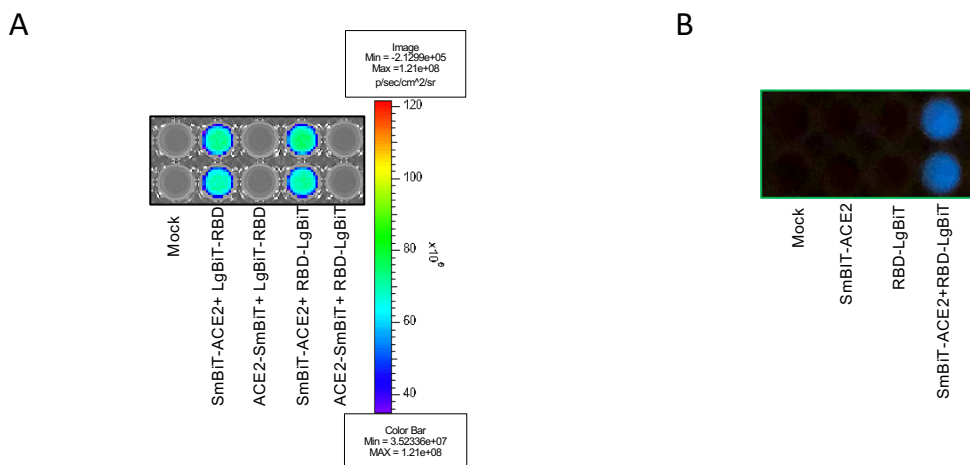 A
B
Image
Min = -2.1299e+05
Max =1.21e+08
p/sec/cm^2/sr
120
100
80
60
40
x10^6
Mock
SmBiT-ACE2+ LgBiT-RBD
ACE2-SmBiT+ LgBiT-RBD
SmBiT-ACE2+ RBD-LgBiT
ACE2-SmBiT+ RBD-LgBiT
Color Bar
Min = 3.52336e+07
MAX = 1.21e+08
Mock
SmBIT-ACE2
RBD-LgBiT
SmBiT-ACE2+RBD-LgBiT